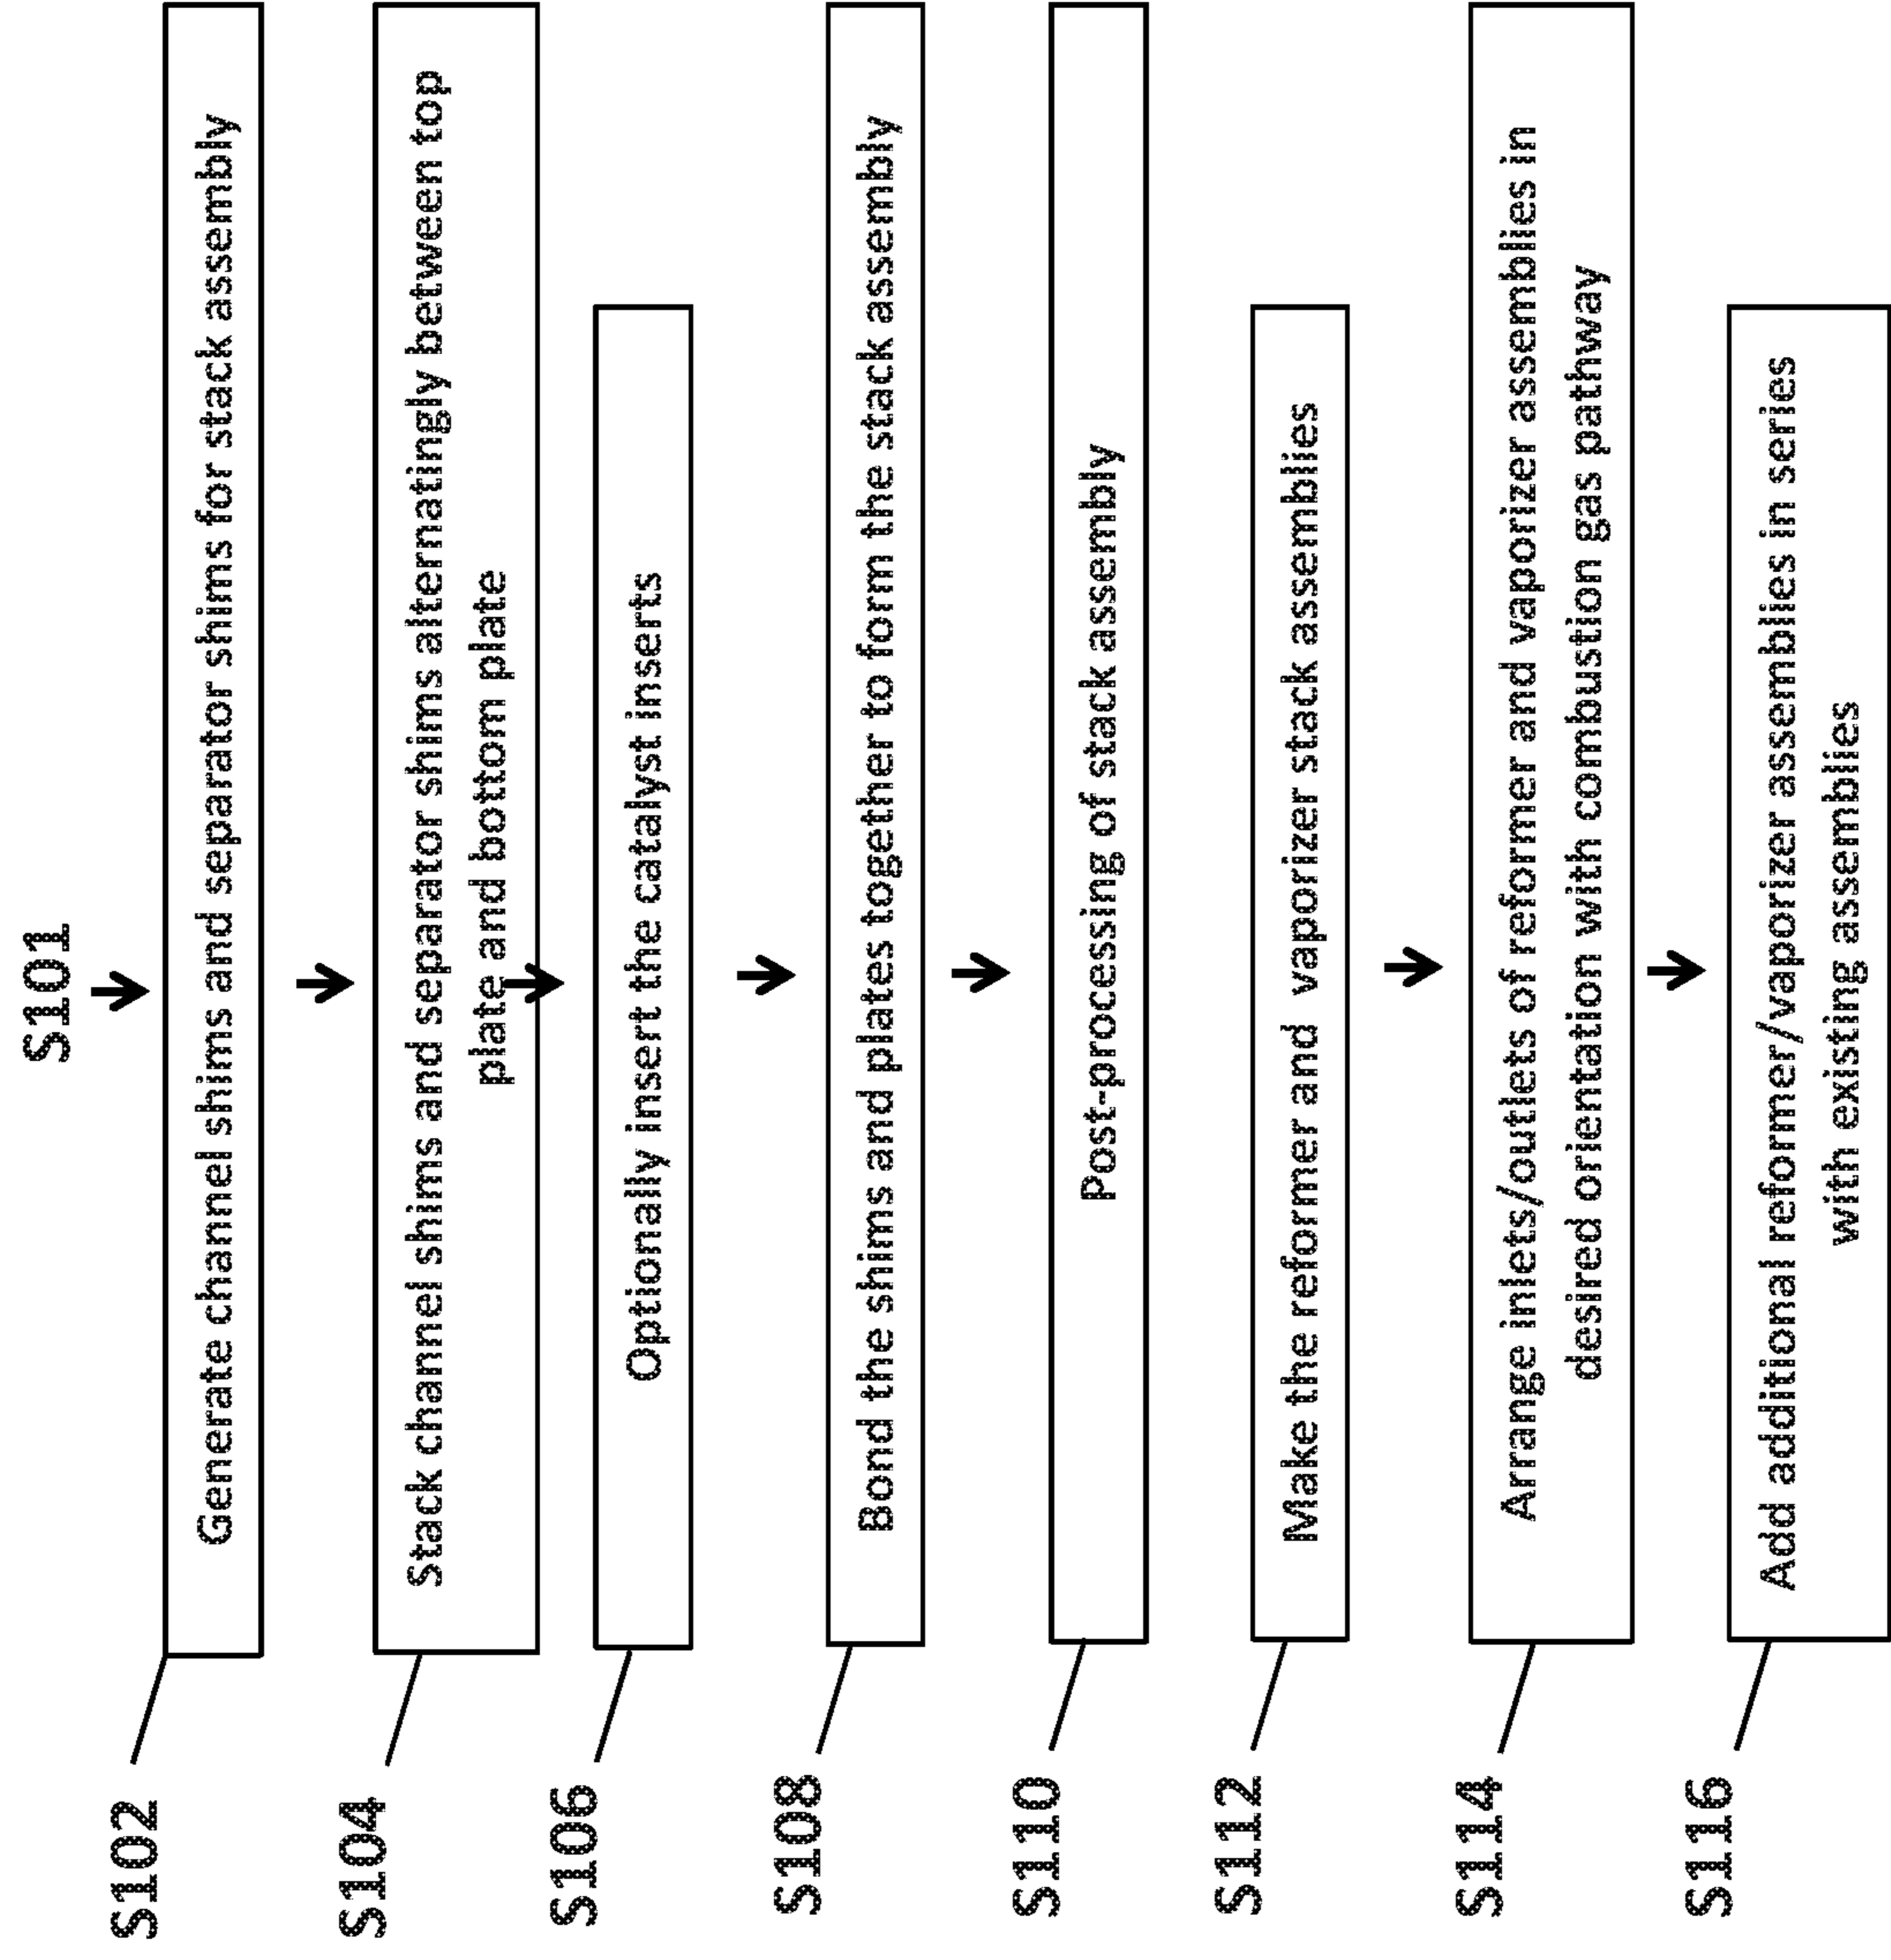 S101
S102
Generate channel shims and separator shims for stack assembly
S104
Stack channel shims and separator shims alternatingly between top
plate and bottom plate
S106
Optionally insert the catalyst inserts
S108
Bond the shims and plates together to form the stack assembly
S110
Post-processing of stack assembly
S112
Make the reformer and vaporizer stack assemblies
S114
Arrange inlets/outlets of reformer and vaporizer assemblies in
desired orientation with combustion gas pathway
S116
Add additional reformer/vaporizer assemblies in series
with existing assemblies